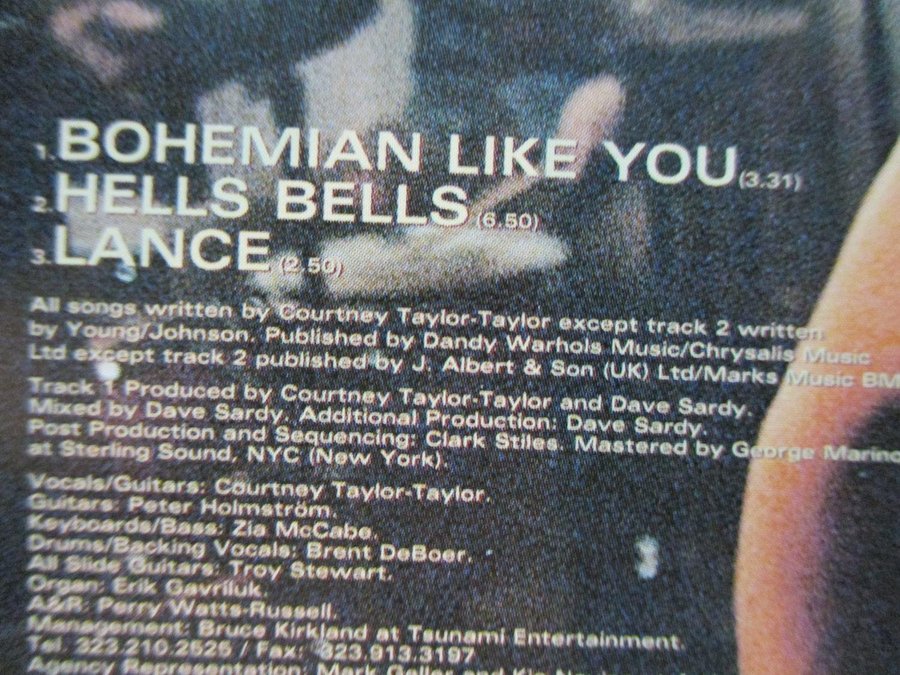 1. BOHEMIAN LIKE YOU (3.31)
2. HELLS BELLS (6.50)
3. LANCE (2.50)
All songs written by Courtney Taylor-Taylor except track 2 written
by Young/Johnson. Published by Dandy Warhols Music/Chrysalis Music
Ltd except track 2 published by J. Albert & Son (UK) Ltd/Marks Music BM
Track 1 Produced by Courtney Taylor-Taylor and Dave Sardy.
Mixed by Dave Sardy. Additional Production: Dave Sardy.
Post Production and Sequencing: Clark Stiles. Mastered by George Marino
at Sterling Sound, NYC (New York).
Vocals/Guitars: Courtney Taylor-Taylor.
Guitars: Peter Holmström.
Keyboards/Bass: Zia McCabe.
Drums/Backing Vocals: Brent DeBoer.
All Slide Guitars: Troy Stewart.
Organ: Erik Gavriluk.
A&R: Perry Watts-Russell.
Management: Bruce Kirkland at Tsunami Entertainment.
Tel. 323.210.2525 / Fax: 323.913.3197
Agency Representation: Mark Geller and